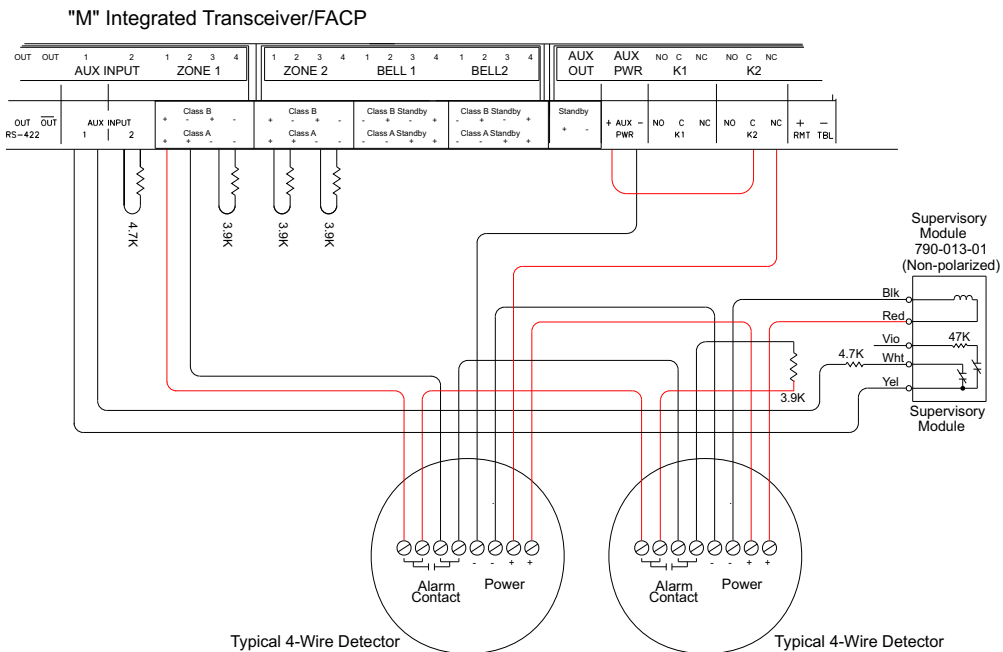 "M" Integrated Transceiver/FACP
OUT OUT 1 2
AUX INPUT
1 2 3 4
ZONE 1
1 2 3 4
ZONE 2
1 2 3 4
BELL 1
1 2 3 4
BELL2
AUX OUT
AUX PWR
NO C NC
K1
NO C NC
K2
OUT OUT
RS-422
AUX INPUT
1 2
Class B
+ - + -
Class A
+ + - -
Class B
+ - + -
Class A
+ + - -
Class B Standby
- + - +
Class A Standby
- - + +
Class B Standby
- + - +
Class A Standby
- - + +
Standby
+ -
+ AUX -
PWR
NO C NC
K1
NO C NC
K2
+ −
RMT TBL
4.7K
3.9K
3.9K
3.9K
Supervisory
Module
790-013-01
(Non-polarized)
Blk
Red
Vio
47K
4.7K
Wht
Yel
3.9K
Supervisory
Module
- - + +
Alarm
Contact
Power
- - + +
Alarm
Contact
Power
Typical 4-Wire Detector
Typical 4-Wire Detector